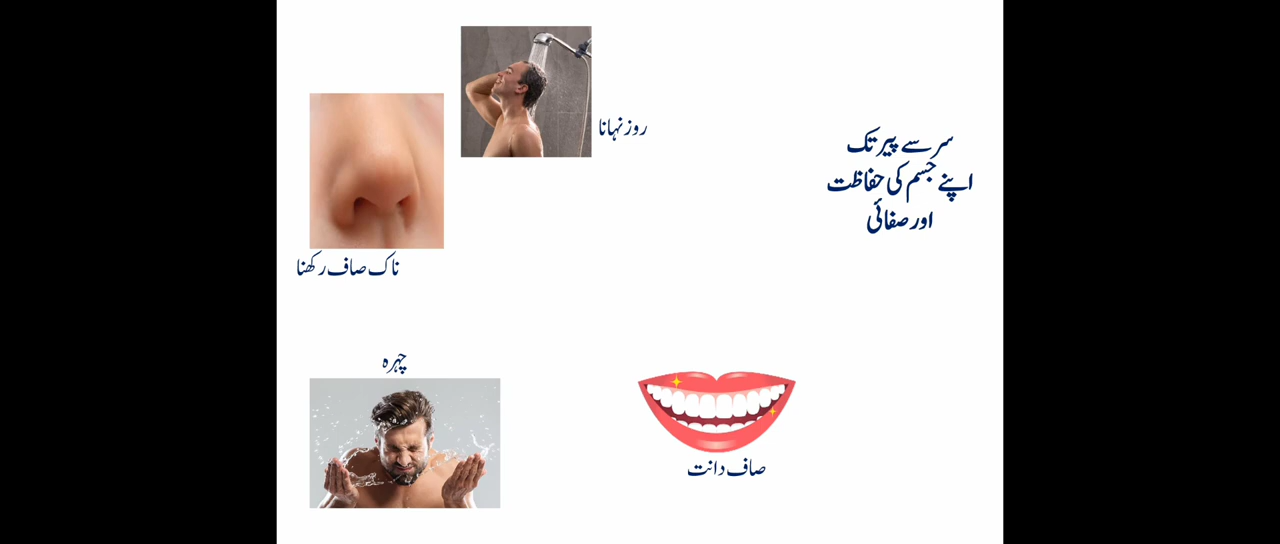 سر سے پیر تک
اپنے جسم کی حفاظت
اور صفائی
روز نہانا
ناک صاف رکھنا
چہرہ
صاف دانت